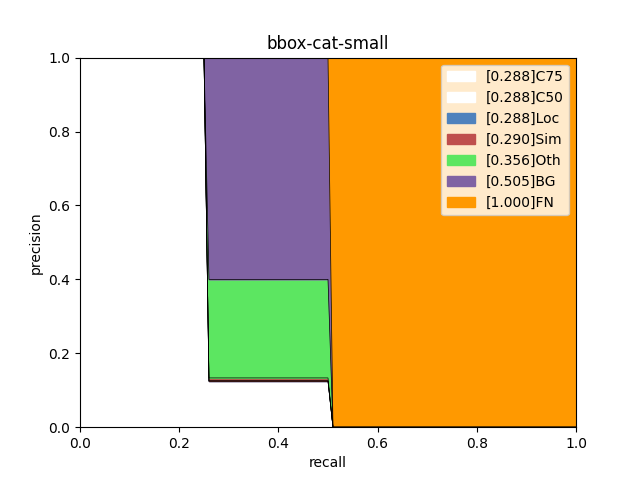 bbox-cat-small
1.0
0.8
0.6
0.4
0.2
0.0
precision
[0.288]C75
[0.288]C50
[0.288]Loc
[0.290]Sim
[0.356]Oth
[0.505]BG
[1.000]FN
0.0 0.2 0.4 0.6 0.8 1.0
recall